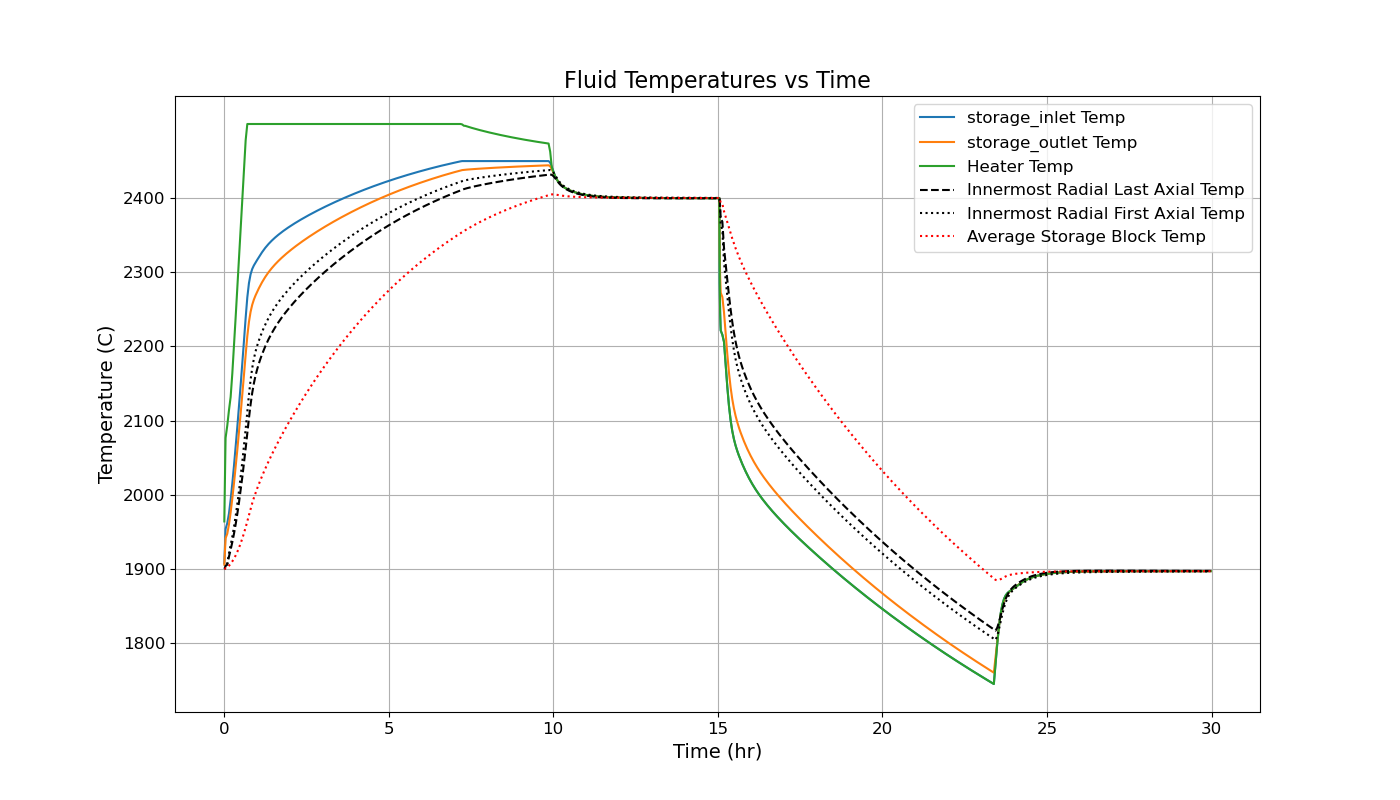 Fluid Temperatures vs Time
storage_inlet Temp
storage_outlet Temp
Heater Temp
Innermost Radial Last Axial Temp
Innermost Radial First Axial Temp
Average Storage Block Temp
Temperature (C)
2400
2300
2200
2100
2000
1900
1800
0 5 10 15 20 25 30
Time (hr)